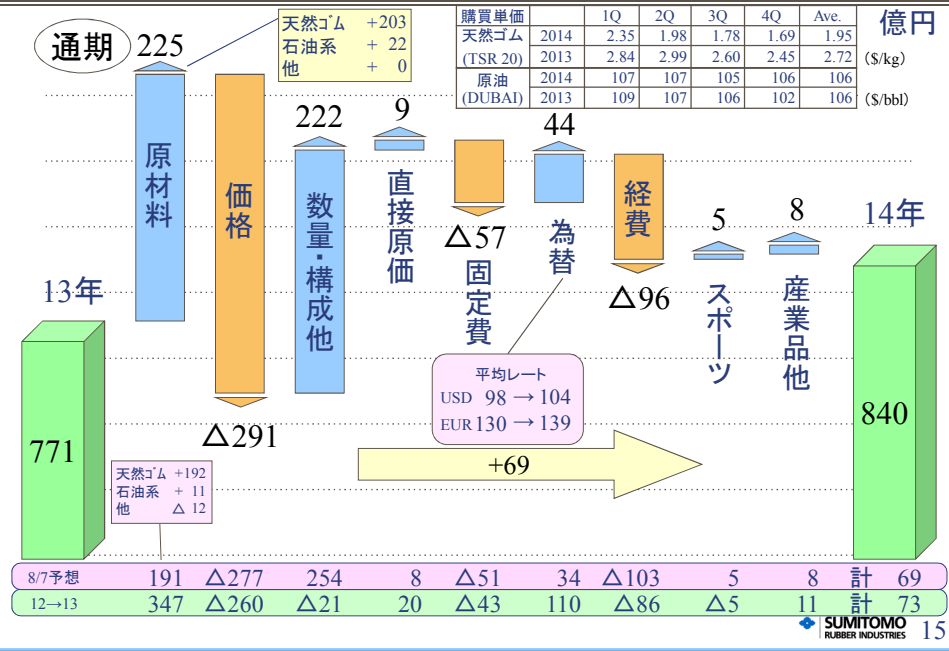 通期
億円
225
天然ゴム +203
石油系 + 22
他 + 0
購買単価 1Q 2Q 3Q 4Q Ave.
天然ゴム 2014 2.35 1.98 1.78 1.69 1.95
(TSR 20) 2013 2.84 2.99 2.60 2.45 2.72 ($/kg)
原油 2014 107 107 105 106 106
(DUBAI) 2013 109 107 106 102 106 ($/bbl)
13年
771
原材料
価格
△291
222
数量・構成他
9
直接原価
△57
固定費
44
為替
経費
△96
5
スポーツ
8
産業品他
14年
840
平均レート
USD 98 → 104
EUR 130 → 139
+69
天然ゴム +192
石油系 + 11
他 △ 12
8/7予想 191 △277 254 8 △51 34 △103 5 8 計 69
12→13 347 △260 △21 20 △43 110 △86 △5 11 計 73
SUMITOMO
RUBBER INDUSTRIES
15